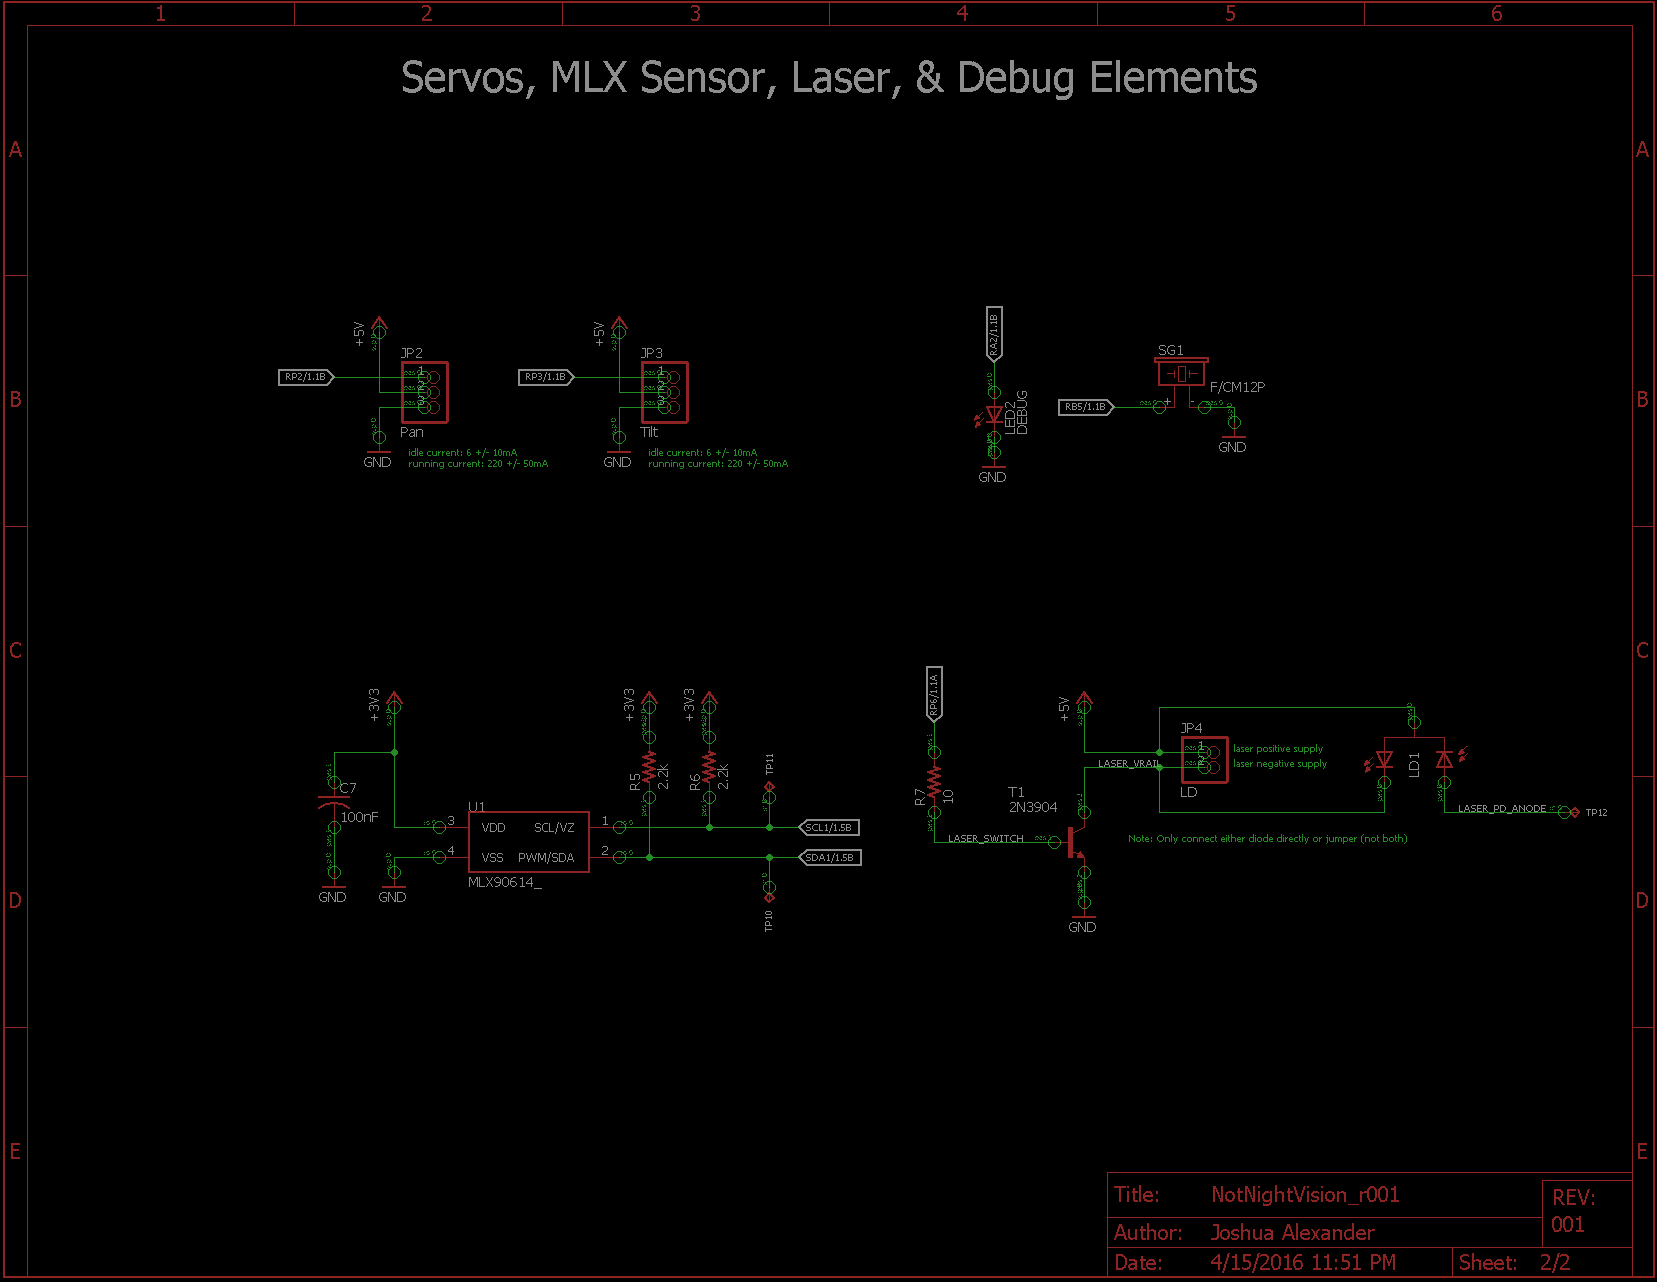 1 2 3 4 5 6
Servos, MLX Sensor, Laser, & Debug Elements
A A
B B
C C
D D
E E
+5V
JP2
RP2/1.1B
1
Pan
GND
idle current: 6 +/- 10mA
running current: 220 +/- 50mA
+5V
JP3
RP3/1.1B
1
Tilt
GND
idle current: 6 +/- 10mA
running current: 220 +/- 50mA
RA2/1.1B
LED2
DEBUG
GND
SG1
F/CM12P
RB5/1.1B
+ -
GND
+3V3
C7
100nF
GND
GND
U1
3 VDD SCL/VZ 1
4 VSS PWM/SDA 2
MLX90614_
+3V3
R5
2.2k
+3V3
R6
2.2k
TP11
SCL1/1.5B
SDA1/1.5B
TP10
RP6/1.1A
R7
10
LASER_SWITCH
T1
2N3904
GND
+5V
LASER_VRAIL
JP4
1
LD
laser positive supply
laser negative supply
LD1
LASER_PD_ANODE
TP12
Note: Only connect either diode directly or jumper (not both)
Title: NotNightVision_r001
REV:
001
Author: Joshua Alexander
Date: 4/15/2016 11:51 PM
Sheet: 2/2